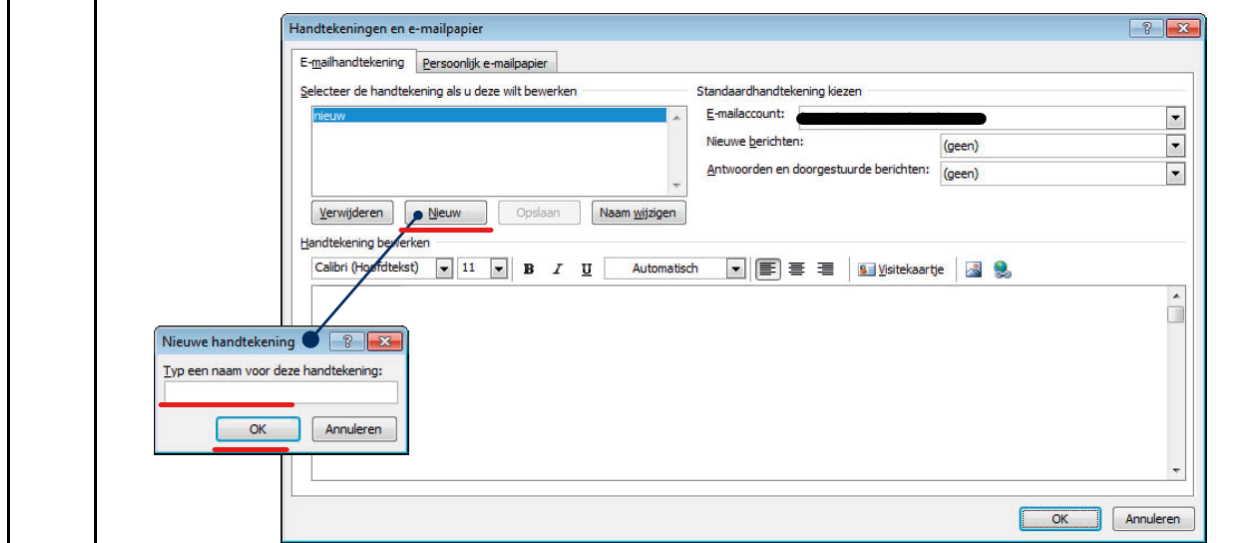 Handtekeningen en e-mailpapier
E-mailhandtekening Persoonlijk e-mailpapier
Selecteer de handtekening als u deze wilt bewerken Standaardhandtekening kiezen
nieuw E-mailaccount:
Nieuwe berichten: (geen)
Antwoorden en doorgestuurde berichten: (geen)
Verwijderen Nieuw Opslaan Naam wijzigen
Handtekening bewerken
Calibri (Hoofdtekst) 11 B I U Automatisch Visitekaartje
Nieuwe handtekening
Typ een naam voor deze handtekening:
OK Annuleren
OK Annuleren